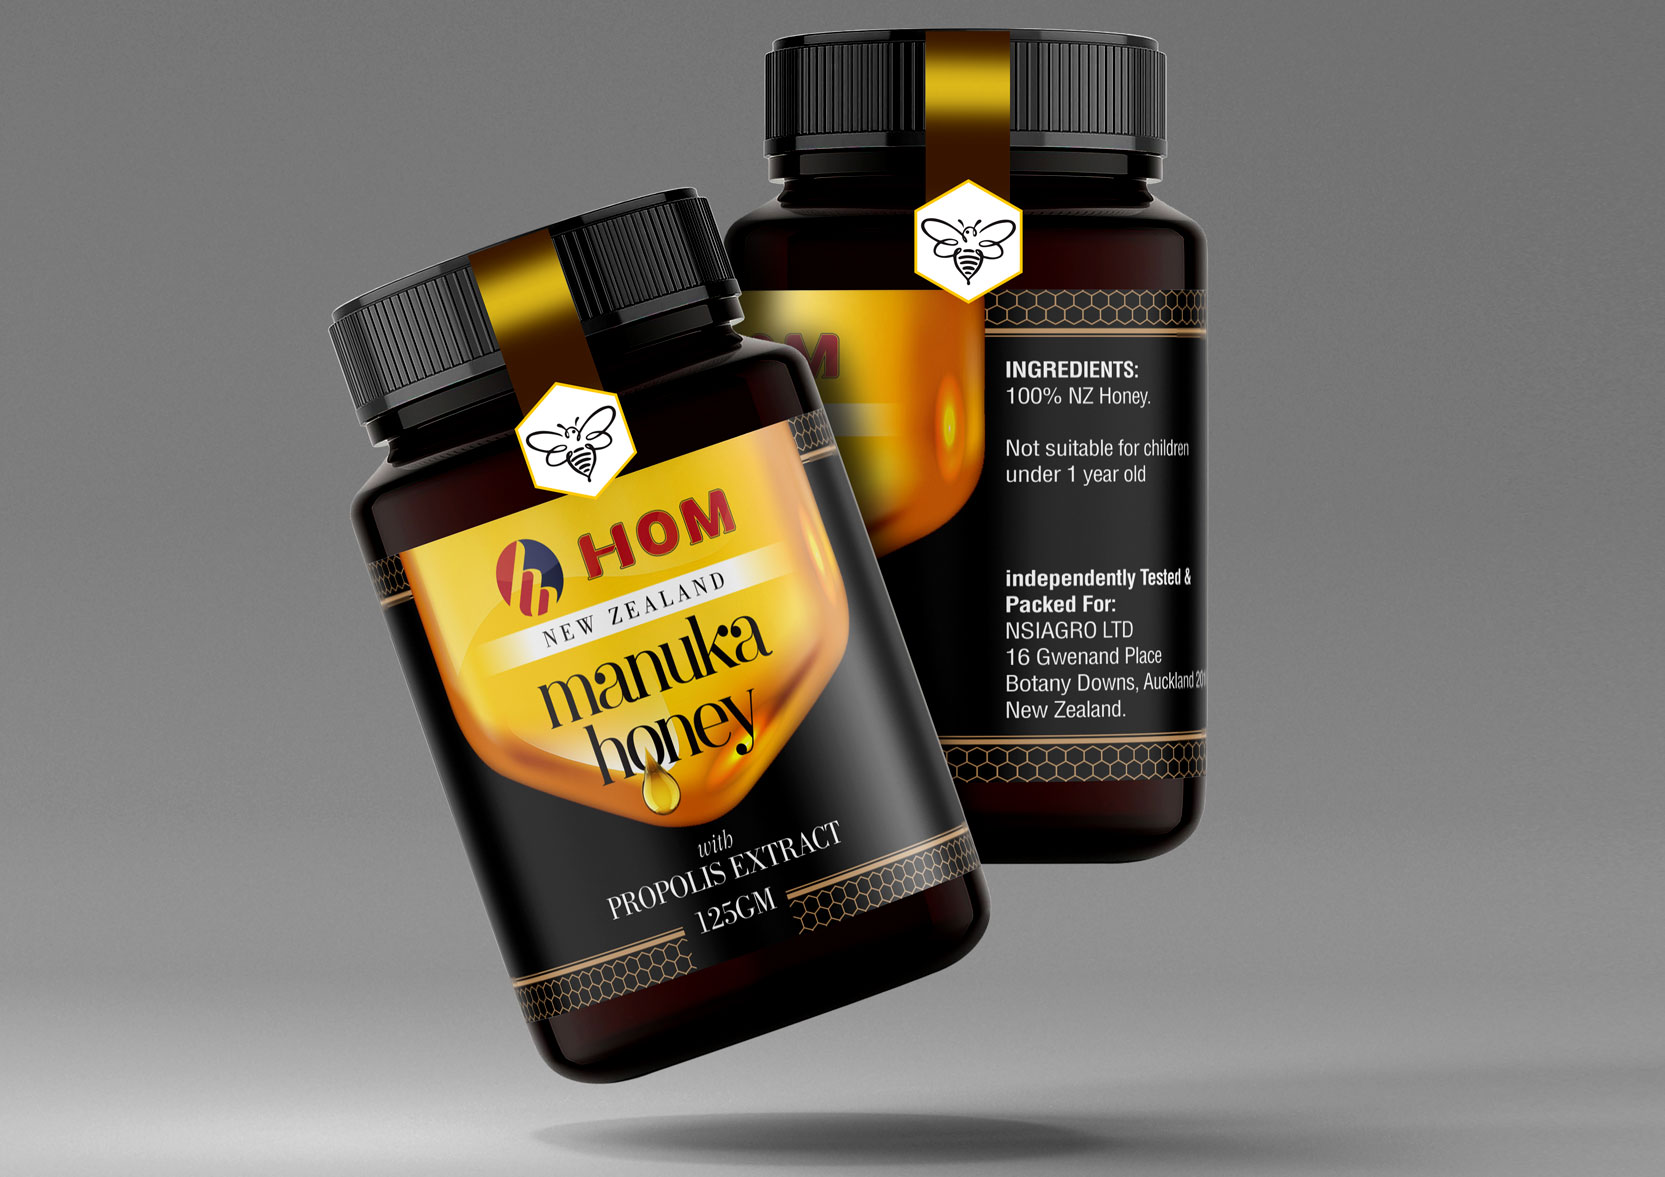 HOM
NEW ZEALAND
manuka
honey
with
PROPOLIS EXTRACT
125GM
INGREDIENTS:
100% NZ Honey.
Not suitable for children
under 1 year old
independently Tested &
Packed For:
NSIAGRO LTD
16 Gwenand Place
Botany Downs, Auckland
New Zealand.